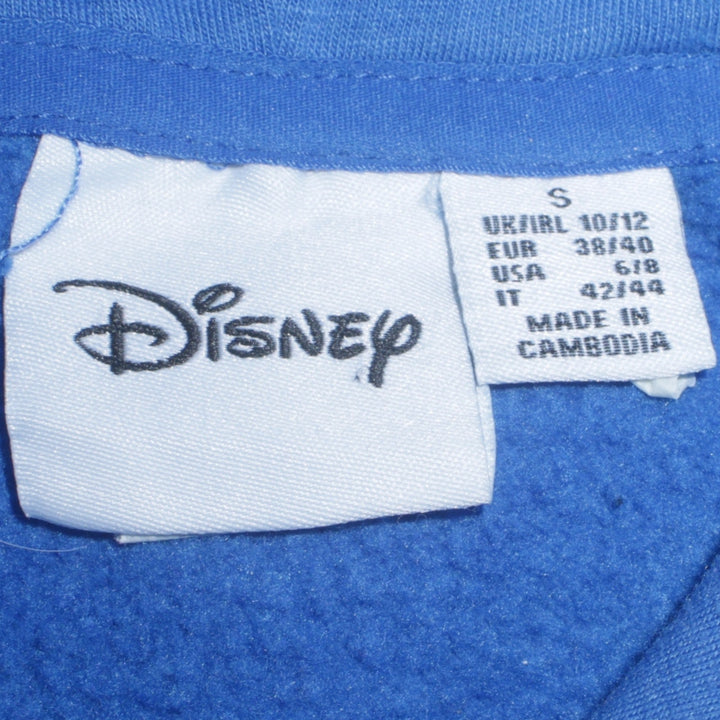 Disney
S
UK/IRL 10/12
EUR 38/40
USA 6/8
IT 42/44
MADE IN
CAMBODIA